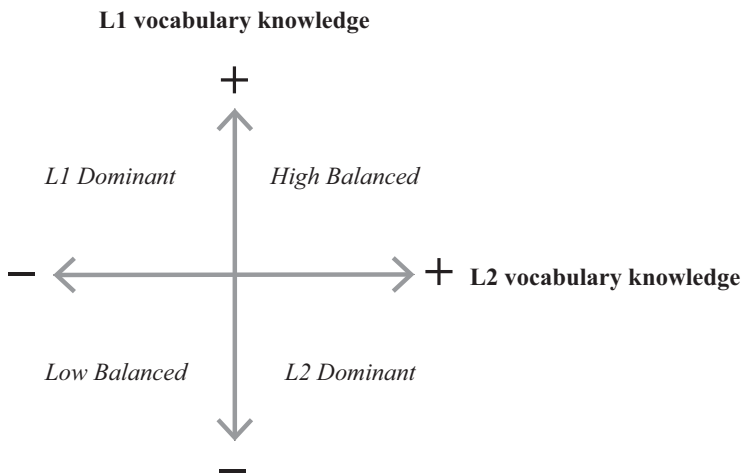 L1 vocabulary knowledge
+
L1 Dominant
High Balanced
−
+
L2 vocabulary knowledge
Low Balanced
L2 Dominant
−